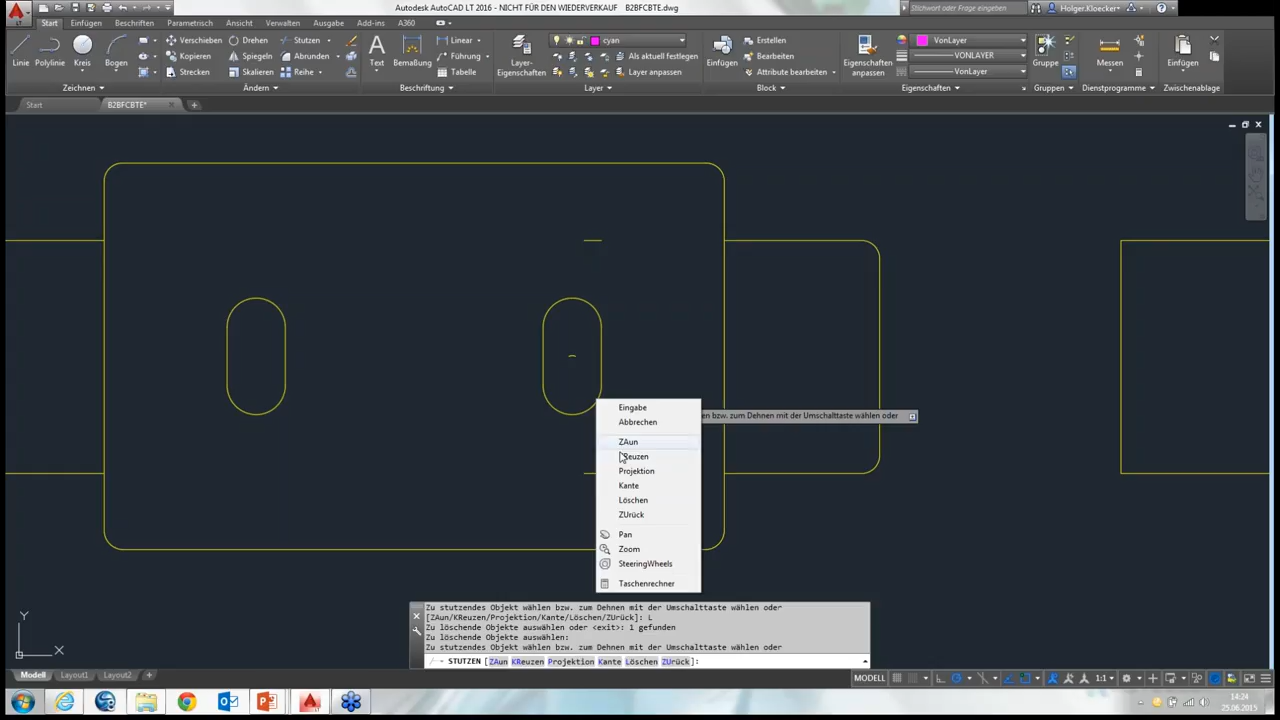 Autodesk AutoCAD LT 2016 - NICHT FÜR DEN WIEDERVERKAUF B2BFCBTE.dwg
Stichwort oder Frage eingeben
Holger.Kloecker
LT
Start Einfügen Beschriften Parametrisch Ansicht Verwalten Ausgabe Add-ins A360
Linie Polylinie Kreis Bogen
Verschieben Drehen Stutzen
Kopieren Spiegeln Abrunden
Strecken Skalieren Reihe
Text Bemaßung
Linear
Führung
Tabelle
Layer-Eigenschaften
cyan
Als aktuell festlegen
Layer anpassen
Einfügen
Erstellen
Bearbeiten
Attribute bearbeiten
Eigenschaften anpassen
VonLayer
VONLAYER
VonLayer
Gruppe
Messen
Einfügen
Zeichnen Ändern Beschriftung Layer Block Eigenschaften Gruppen Dienstprogramme Zwischenablage
Start B2BFCBTE*
Eingabe
en bzw. zum Dehnen mit der Umschalttaste wählen oder
Abbrechen
ZAun
KReuzen
Projektion
Kante
Löschen
ZUrück
Pan
Zoom
SteeringWheels
Taschenrechner
Y
X
Zu stutzendes Objekt wählen bzw. zum Dehnen mit der Umschalttaste wählen oder
[ZAun/KReuzen/Projektion/Kante/Löschen/ZUrück]: L
Zu löschende Objekte auswählen oder <exit>: 1 gefunden
Zu löschende Objekte auswählen:
Zu stutzendes Objekt wählen bzw. zum Dehnen mit der Umschalttaste wählen oder
STUTZEN [ZAun KReuzen Projektion Kante Löschen ZUrück]:
Modell Layout1 Layout2 +
MODELL 1:1
14:24
25.06.2015